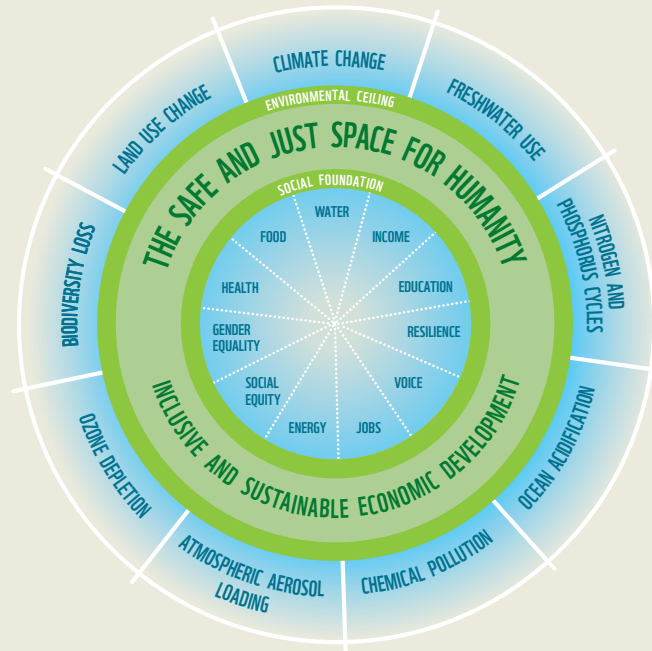 CLIMATE CHANGE
FRESHWATER USE
NITROGEN AND
PHOSPHORUS CYCLES
OCEAN ACIDIFICATION
CHEMICAL POLLUTION
ATMOSPHERIC AEROSOL
LOADING
OZONE DEPLETION
BIODIVERSITY LOSS
LAND USE CHANGE
ENVIRONMENTAL CEILING
THE SAFE AND JUST SPACE FOR HUMANITY
SOCIAL FOUNDATION
WATER
INCOME
EDUCATION
RESILIENCE
VOICE
JOBS
ENERGY
SOCIAL
EQUITY
GENDER
EQUALITY
HEALTH
FOOD
INCLUSIVE AND SUSTAINABLE ECONOMIC DEVELOPMENT